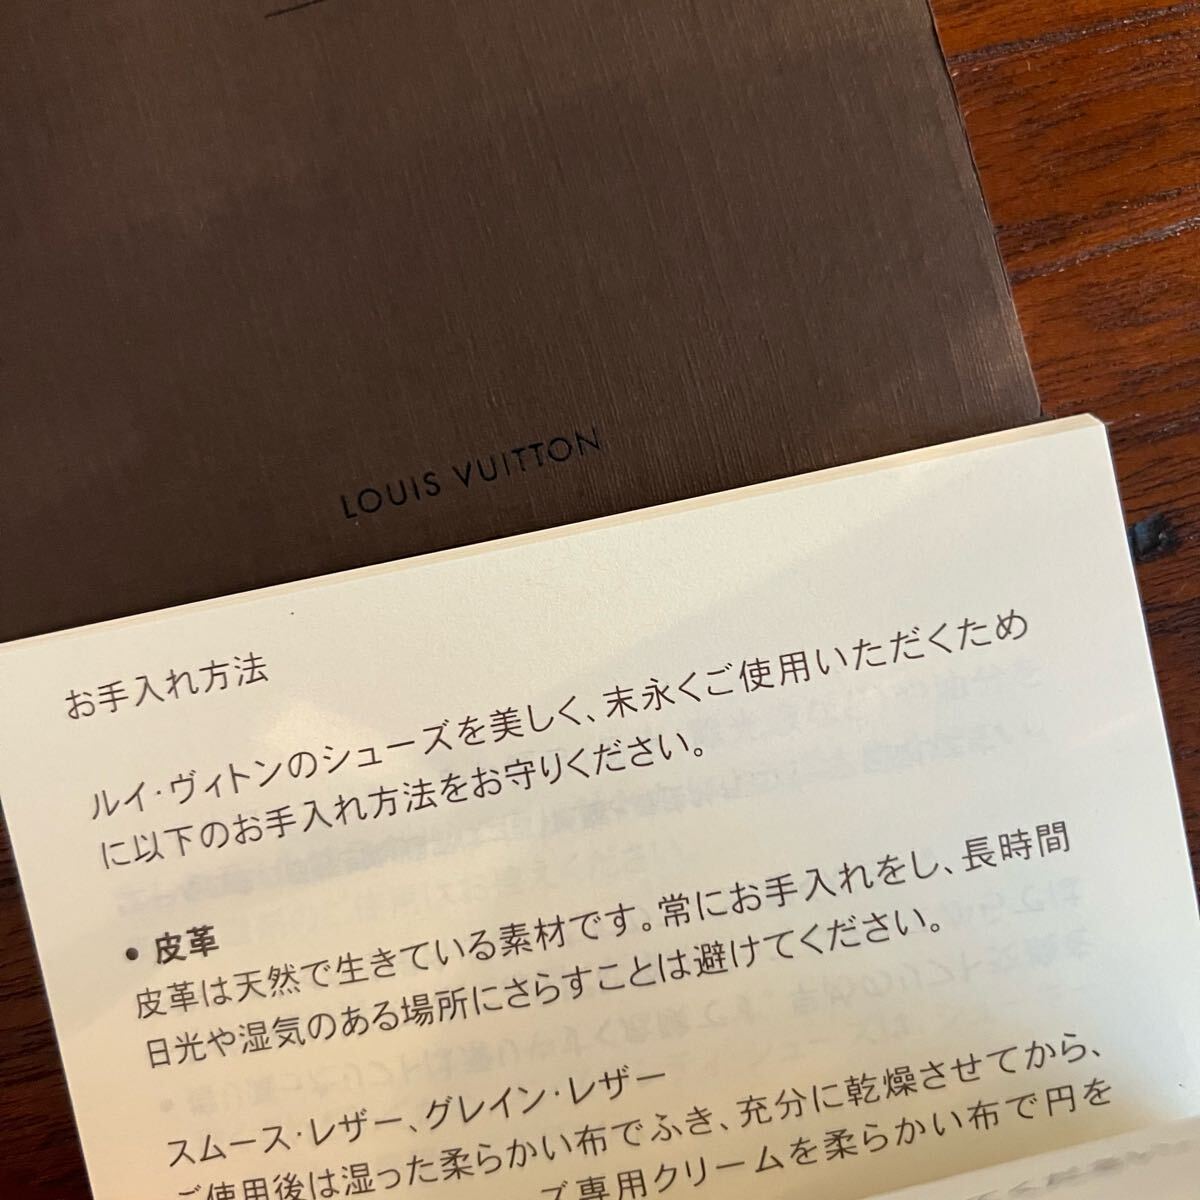 LOUIS VUITTON
お手入れ方法
ルイ・ヴィトンのシューズを美しく、末永くご使用いただくため
に以下のお手入れ方法をお守りください。
• 皮革
皮革は天然で生きている素材です。常にお手入れをし、長時間
日光や湿気のある場所にさらすことは避けてください。
スムース・レザー、グレイン・レザー
ご使用後は湿った柔らかい布でふき、充分に乾燥させてから、
ズ専用クリームを柔らかい布で円を